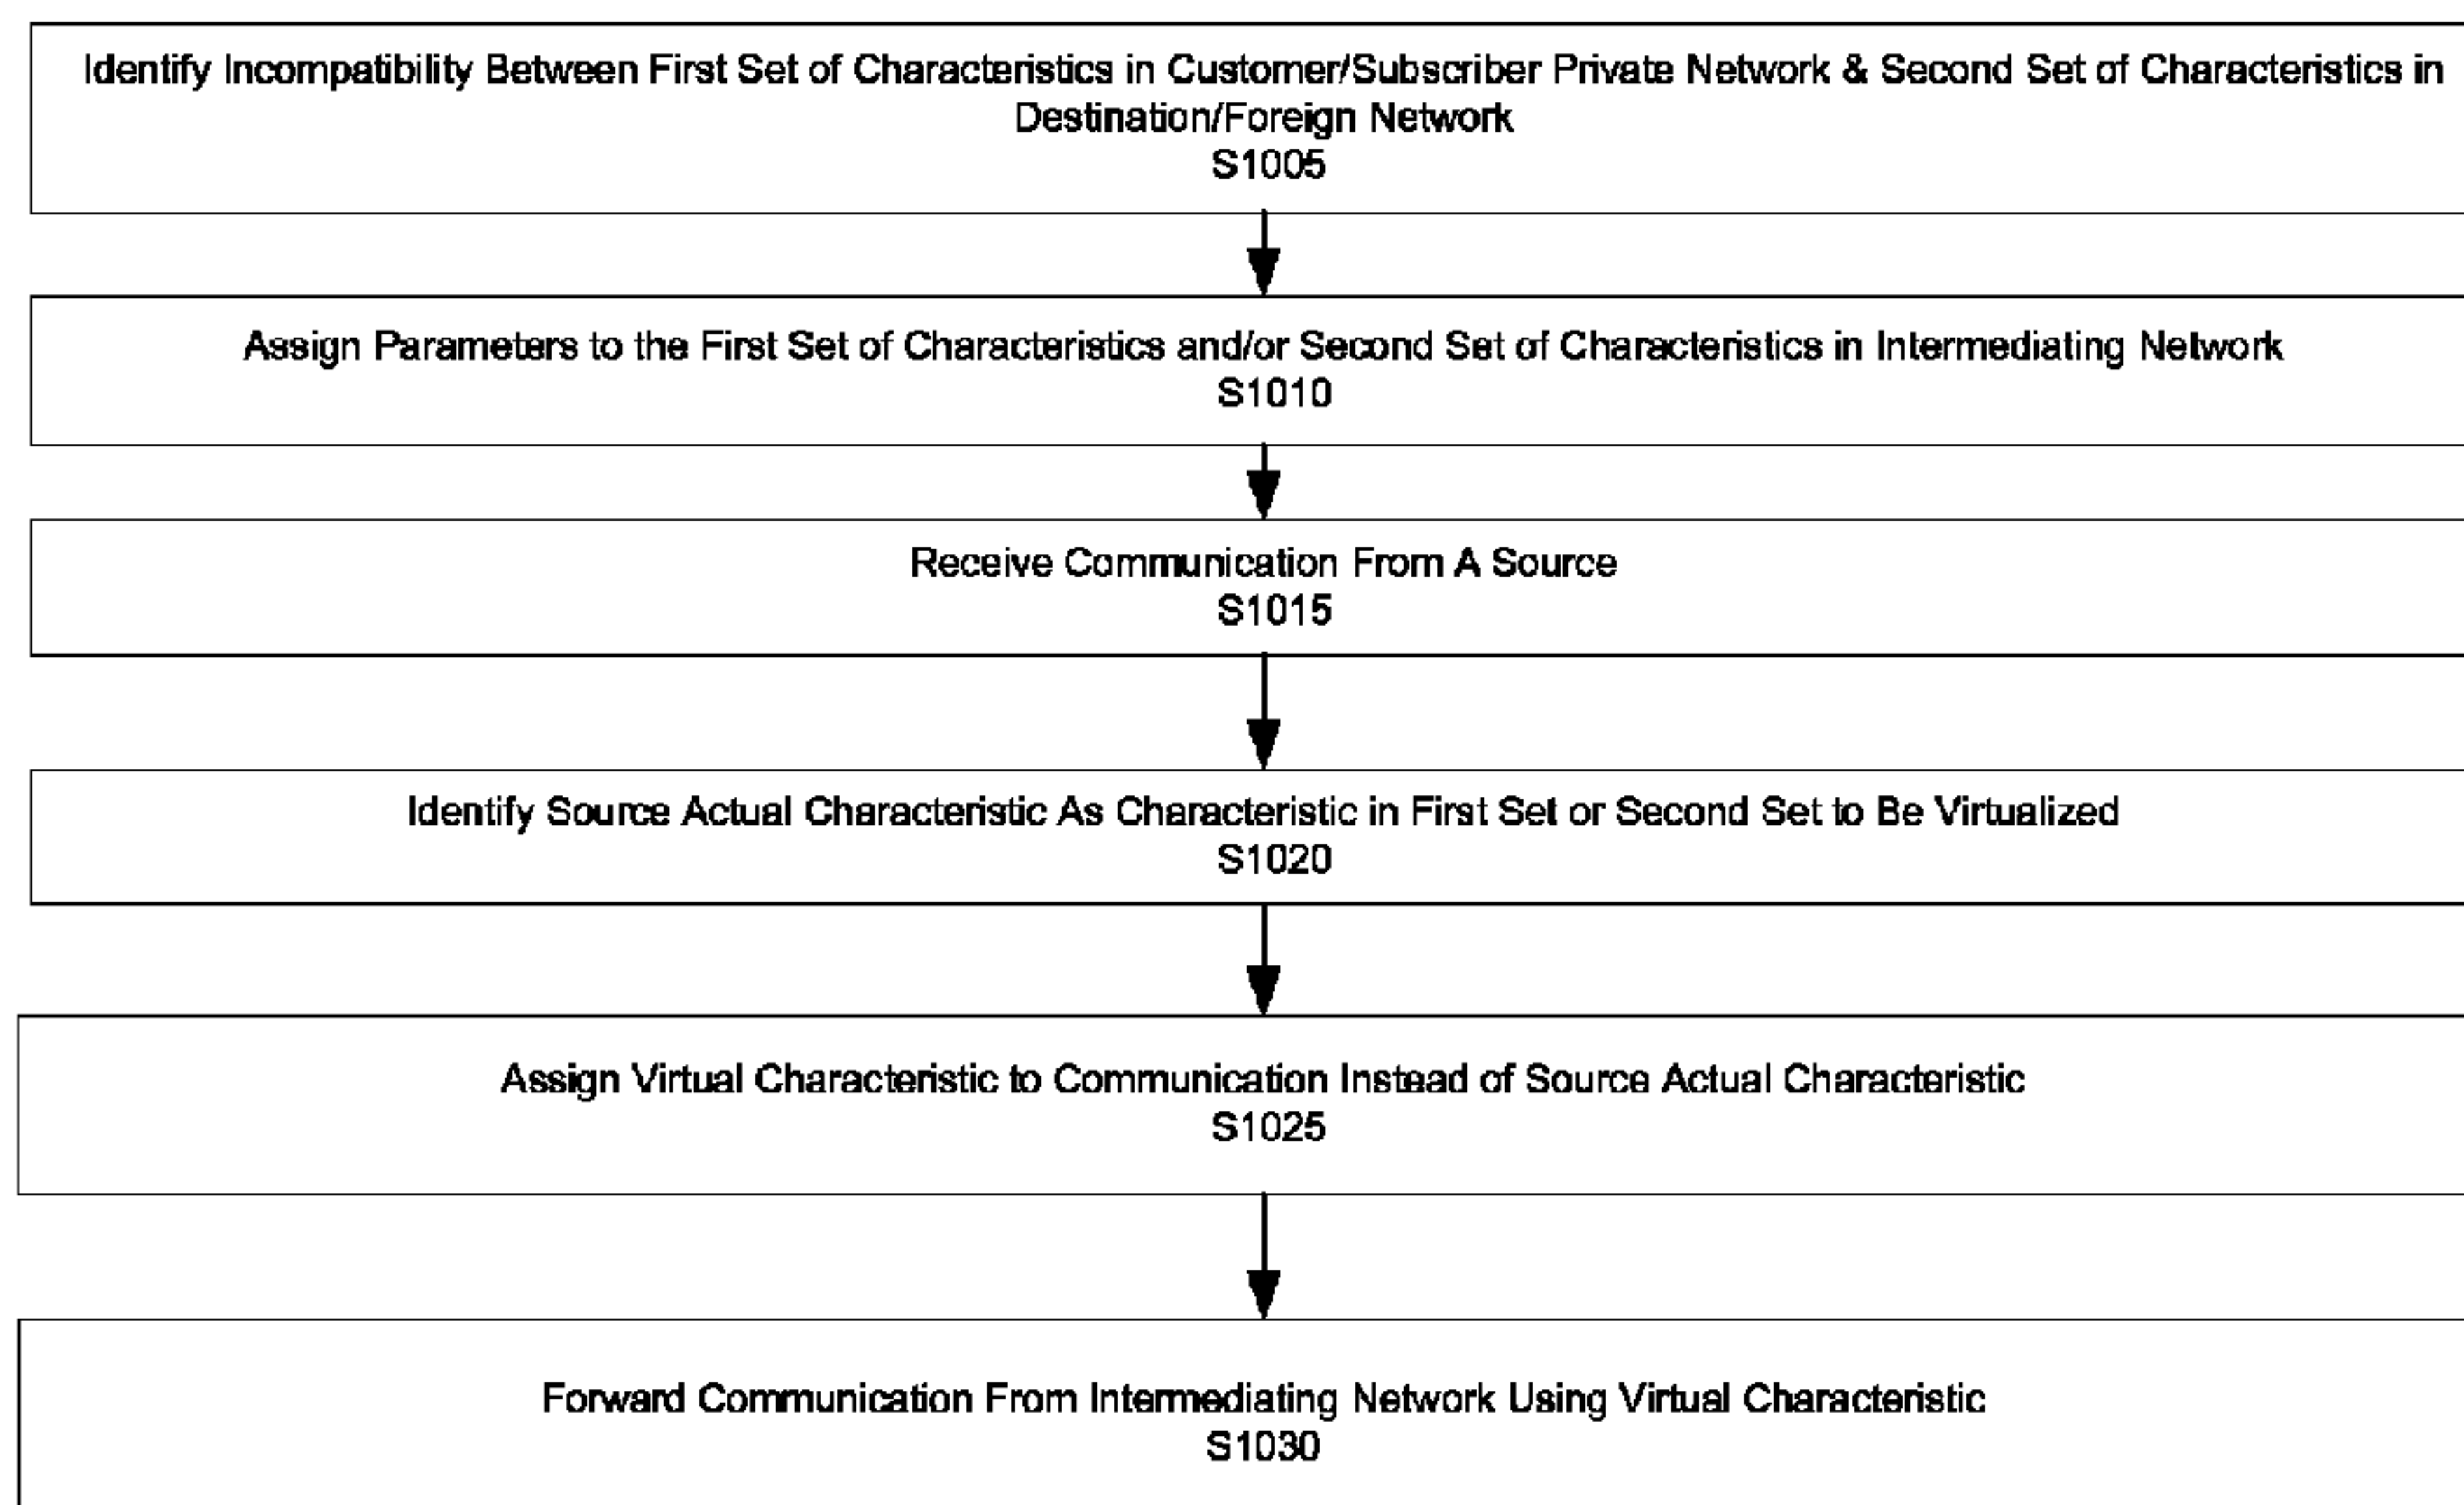 Identify Incompatibility Between First Set of Characteristics in Customer/Subscriber Private Network & Second Set of Characteristics in
Destination/Foreign Network
S1005
Assign Parameters to the First Set of Characteristics and/or Second Set of Characteristics in Intermediating Network
S1010
Receive Communication From A Source
S1015
Identify Source Actual Characteristic As Characteristic in First Set or Second Set to Be Virtualized
S1020
Assign Virtual Characteristic to Communication Instead of Source Actual Characteristic
S1025
Forward Communication From Intermediating Network Using Virtual Characteristic
S1030